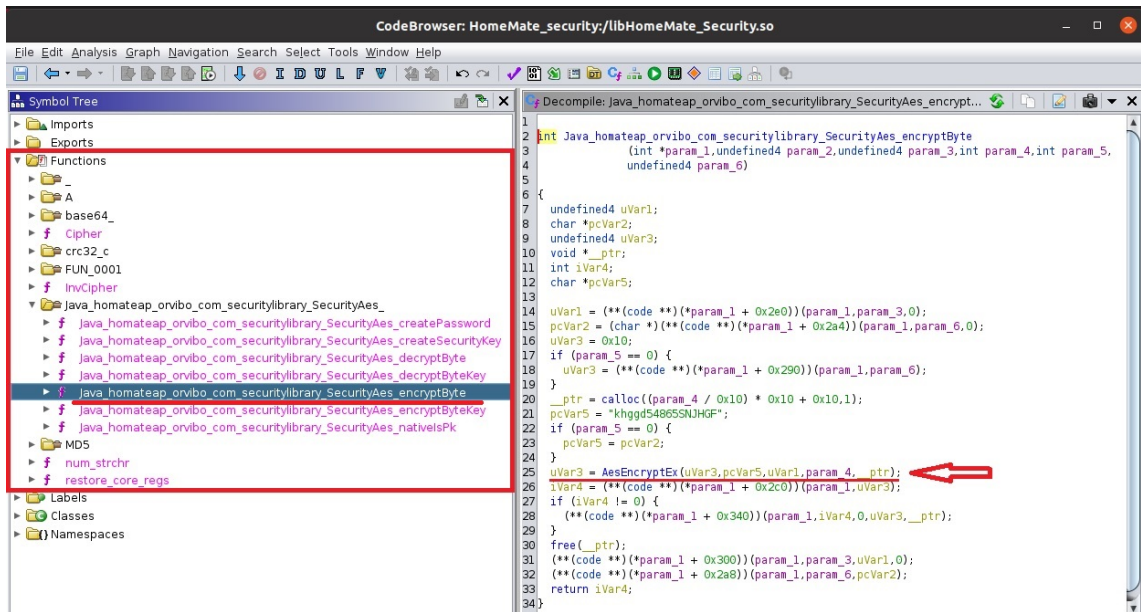 CodeBrowser: HomeMate_security:/libHomeMate_Security.so
File Edit Analysis Graph Navigation Search Select Tools Window Help
I D U L F V
Symbol Tree
Imports
Exports
Functions
_
A
base64_
f Cipher
crc32_c
FUN_0001
f InvCipher
Java_homateap_orvibo_com_securitylibrary_SecurityAes_
f Java_homateap_orvibo_com_securitylibrary_SecurityAes_createPassword
f Java_homateap_orvibo_com_securitylibrary_SecurityAes_createSecurityKey
f Java_homateap_orvibo_com_securitylibrary_SecurityAes_decryptByte
f Java_homateap_orvibo_com_securitylibrary_SecurityAes_decryptByteKey
f Java_homateap_orvibo_com_securitylibrary_SecurityAes_encryptByte
f Java_homateap_orvibo_com_securitylibrary_SecurityAes_encryptByteKey
f Java_homateap_orvibo_com_securitylibrary_SecurityAes_nativeIsPk
MD5
f num_strchr
f restore_core_regs
Labels
Classes
Namespaces
Decompile: Java_homateap_orvibo_com_securitylibrary_SecurityAes_encrypt...
1
2 int Java_homateap_orvibo_com_securitylibrary_SecurityAes_encryptByte
3 (int *param_1,undefined4 param_2,undefined4 param_3,int param_4,int param_5,
4 undefined4 param_6)
5
6 {
7 undefined4 uVar1;
8 char *pcVar2;
9 undefined4 uVar3;
10 void *__ptr;
11 int iVar4;
12 char *pcVar5;
13
14 uVar1 = (**(code **)(*param_1 + 0x2e0))(param_1,param_3,0);
15 pcVar2 = (char *)(**(code **)(*param_1 + 0x2a4))(param_1,param_6,0);
16 uVar3 = 0x10;
17 if (param_5 == 0) {
18 uVar3 = (**(code **)(*param_1 + 0x290))(param_1,param_6);
19 }
20 __ptr = calloc((param_4 / 0x10) * 0x10 + 0x10,1);
21 pcVar5 = "khggd54865SNJHGF";
22 if (param_5 == 0) {
23 pcVar5 = pcVar2;
24 }
25 uVar3 = AesEncryptEx(uVar3,pcVar5,uVar1,param_4,__ptr);
26 iVar4 = (**(code **)(*param_1 + 0x2c0))(param_1,uVar3);
27 if (iVar4 != 0) {
28 (**(code **)(*param_1 + 0x340))(param_1,iVar4,0,uVar3,__ptr);
29 }
30 free(__ptr);
31 (**(code **)(*param_1 + 0x300))(param_1,param_3,uVar1,0);
32 (**(code **)(*param_1 + 0x2a8))(param_1,param_6,pcVar2);
33 return iVar4;
34 }